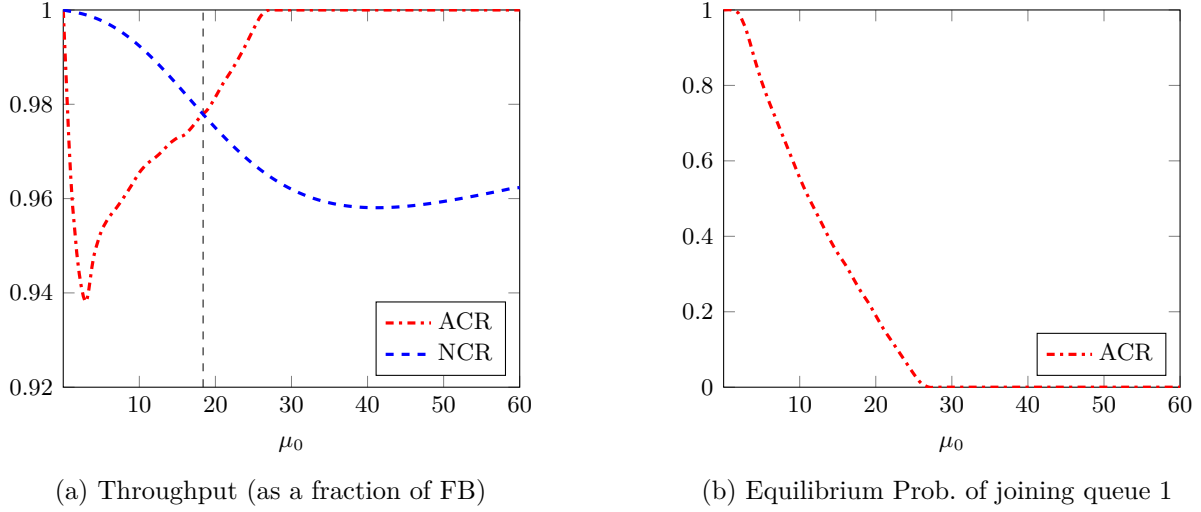 1
0.98
0.96
0.94
0.92
10 20 30 40 50 60
μ0
ACR
NCR
(a) Throughput (as a fraction of FB)
1
0.8
0.6
0.4
0.2
0
10 20 30 40 50 60
μ0
ACR
(b) Equilibrium Prob. of joining queue 1